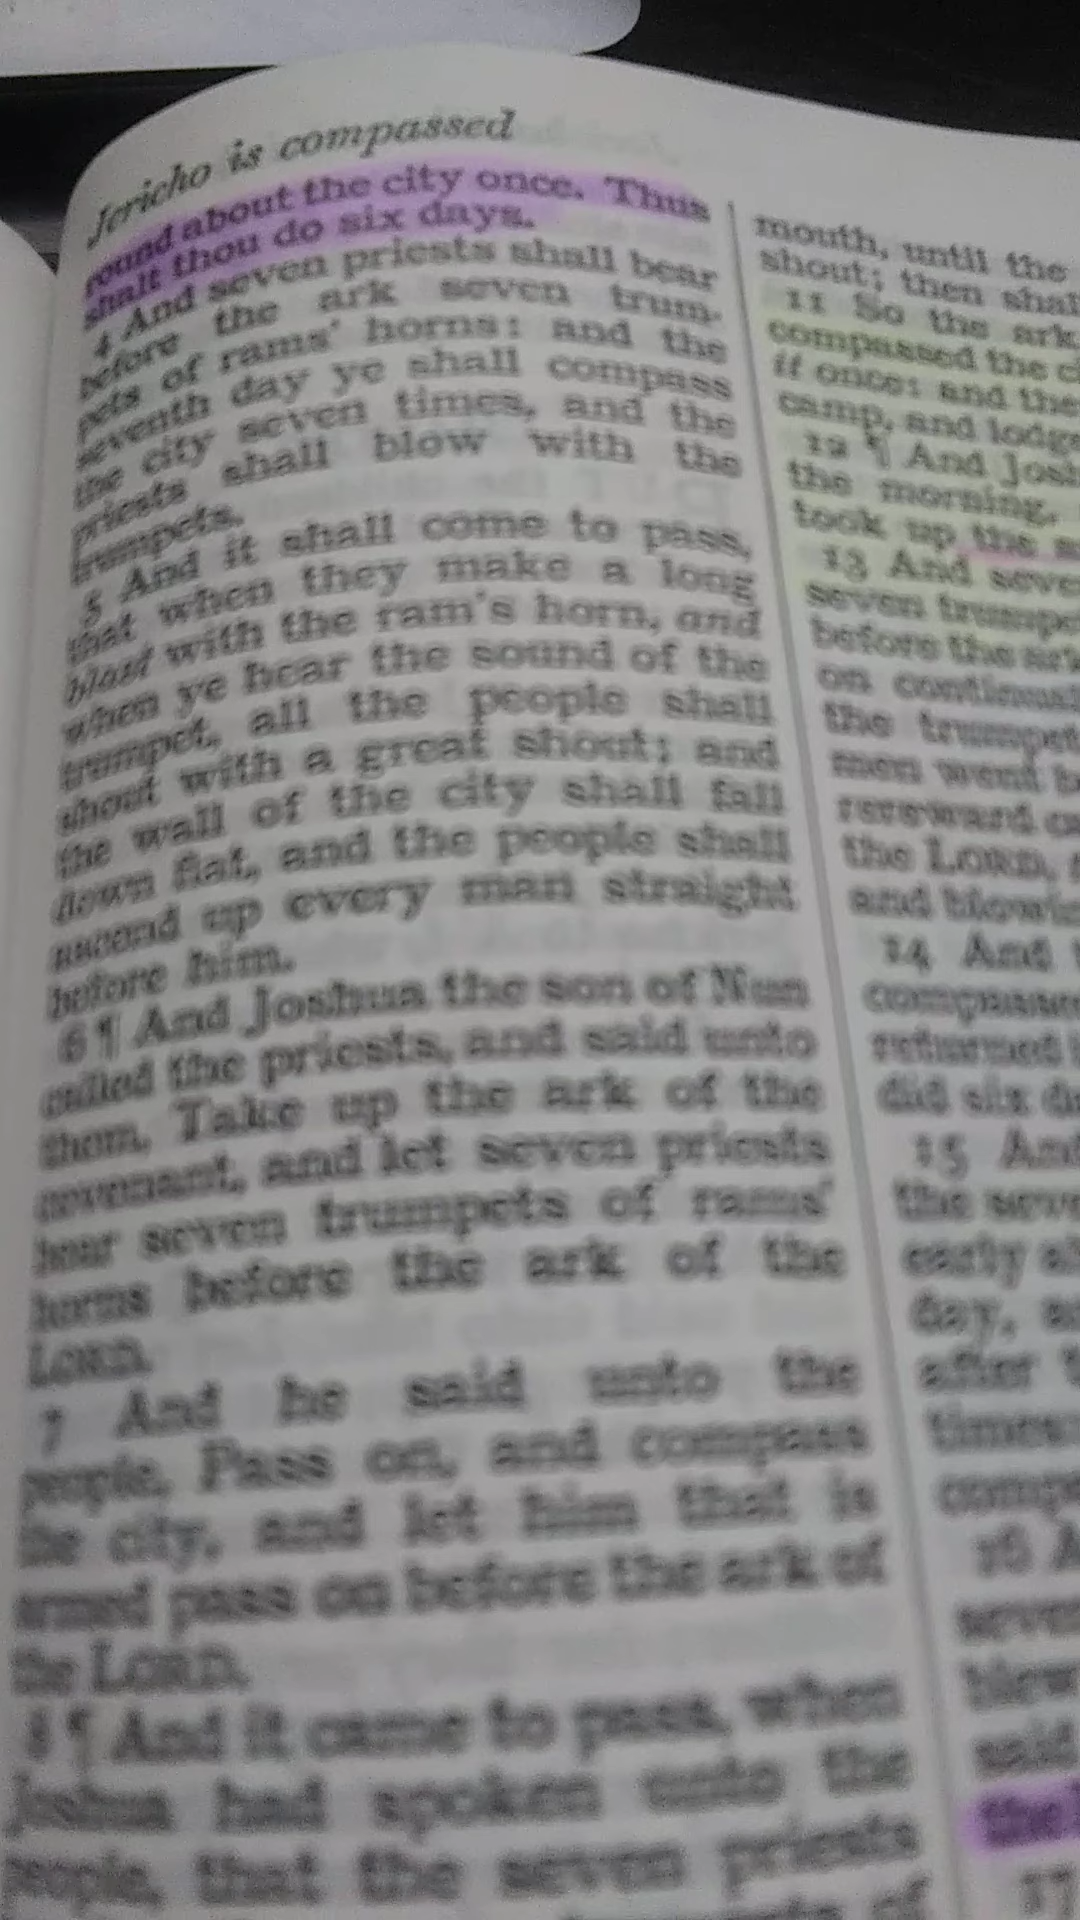 Jericho is compassed
round about the city once. Thus
shalt thou do six days.
4 And seven priests shall bear
before the ark seven trum-
pets of rams' horns: and the
seventh day ye shall compass
the city seven times, and the
priests shall blow with the
trumpets.
5 And it shall come to pass,
that when they make a long
blast with the ram's horn, and
when ye hear the sound of the
trumpet, all the people shall
shout with a great shout; and
the wall of the city shall fall
down flat, and the people shall
ascend up every man straight
before him.
6 ¶ And Joshua the son of Nun
called the priests, and said unto
them, Take up the ark of the
covenant, and let seven priests
bear seven trumpets of rams'
horns before the ark of the
LORD.
7 And he said unto the
people, Pass on, and compass
the city, and let him that is
armed pass on before the ark of
the LORD.
8 ¶ And it came to pass, when
Joshua had spoken unto the
people, that the seven priests
of
mouth, until the
shout; then shal
11 So the ark
compassed the ci
it once: and the
camp, and lodge
12 ¶ And Josh
the morning,
took up the a
13 And seve
seven trumpe
before the ark
on continual
the trumpet
men went b
rereward ca
the LORD,
and blowin
14 And
compasse
returned i
did six da
15 And
the seve
early a
day, a
after t
times
compa
16 A
seven
blew
said
the
17